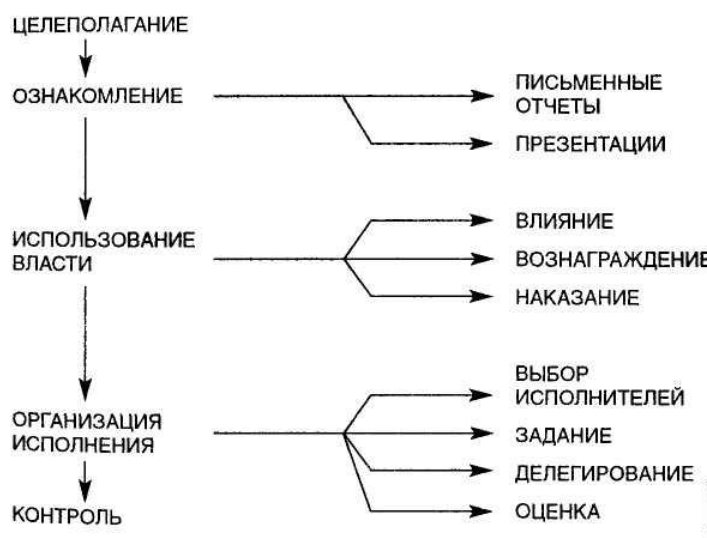 ЦЕЛЕПОЛАГАНИЕ
ОЗНАКОМЛЕНИЕ
ПИСЬМЕННЫЕ
ОТЧЕТЫ
ПРЕЗЕНТАЦИИ
ИСПОЛЬЗОВАНИЕ
ВЛАСТИ
ВЛИЯНИЕ
ВОЗНАГРАЖДЕНИЕ
НАКАЗАНИЕ
ОРГАНИЗАЦИЯ
ИСПОЛНЕНИЯ
ВЫБОР
ИСПОЛНИТЕЛЕЙ
ЗАДАНИЕ
ДЕЛЕГИРОВАНИЕ
ОЦЕНКА
КОНТРОЛЬ